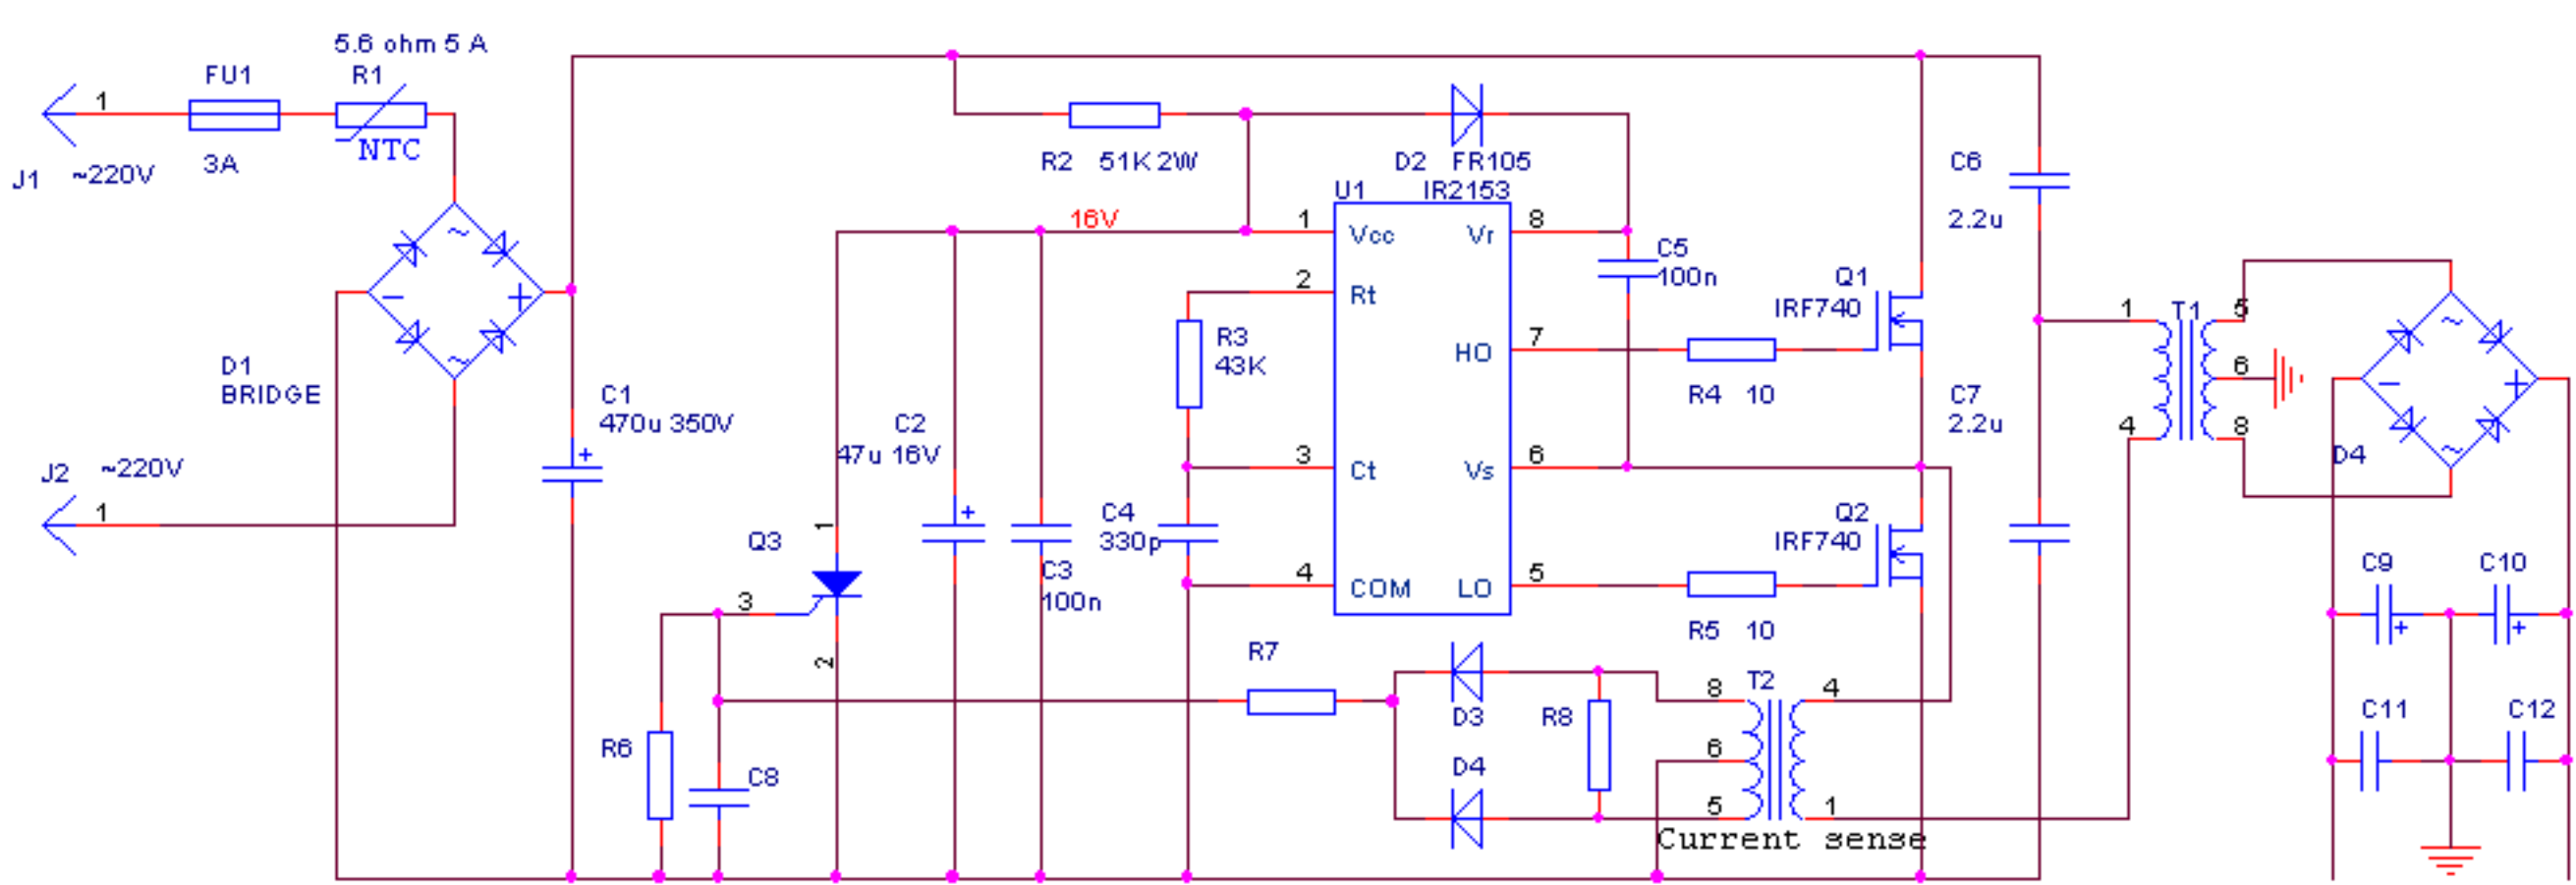 5.6 ohm 5 A
FU1
R1
1
3A
NTC
J1
~220V
R2 51K 2W
D2 FR105
C6
2.2u
U1
IR2153
16V
1
Vcc
Vr
8
C5
100n
2
Rt
Q1
IRF740
1
T1
5
~
−
+
~
R3
43K
HO
7
R4 10
C7
2.2u
6
~
−
+
~
D1
BRIDGE
C1
470u 350V
+
C2
47u 16V
+
3
Ct
Vs
6
4
8
D4
J2
~220V
1
Q3
1
C4
330p
Q2
IRF740
C3
100n
4
COM
LO
5
C9
C10
+
+
3
2
R5 10
R7
8
T2
4
D3
R8
C11
C12
R6
C8
D4
6
5
1
Current sense